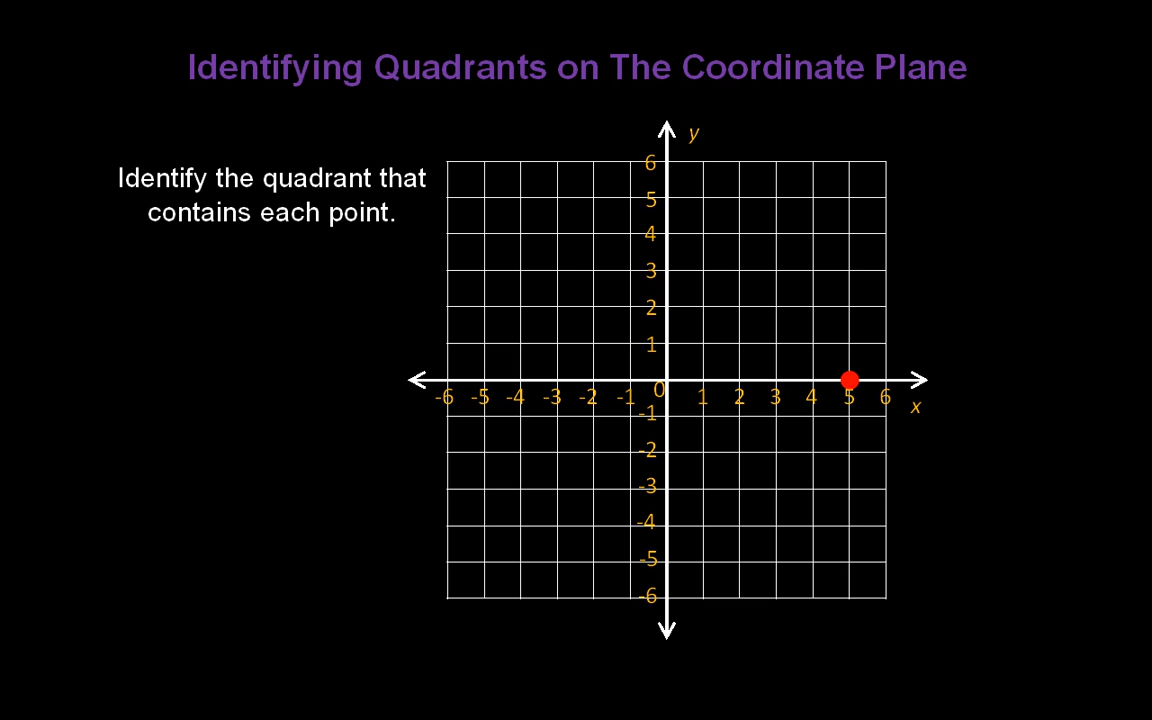 Identifying Quadrants on The Coordinate Plane
y
Identify the quadrant that
contains each point.
6
5
4
3
2
1
0
-6 -5 -4 -3 -2 -1 1 2 3 4 5 6
x
-1
-2
-3
-4
-5
-6